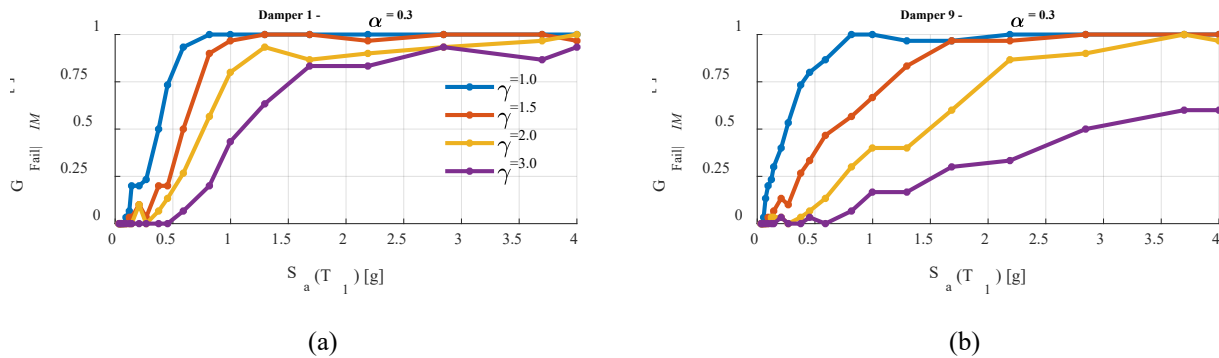 Damper 1 - α = 0.3
1
0.75
0.5
0.25
0
G Fail| IM
0 0.5 1 1.5 2 2.5 3 3.5 4
S a (T 1 ) [g]
γ=1.0
γ=1.5
γ=2.0
γ=3.0
(a)
Damper 9 - α = 0.3
1
0.75
0.5
0.25
0
G Fail| IM
0 0.5 1 1.5 2 2.5 3 3.5 4
S a (T 1 ) [g]
(b)